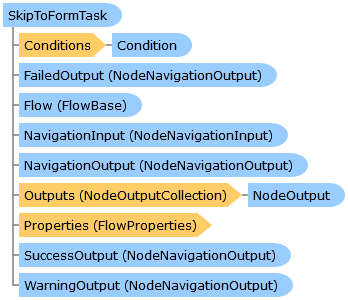 SkipToFormTask
Conditions Condition
FailedOutput (NodeNavigationOutput)
Flow (FlowBase)
NavigationInput (NodeNavigationInput)
NavigationOutput (NodeNavigationOutput)
Outputs (NodeOutputCollection) NodeOutput
Properties (FlowProperties)
SuccessOutput (NodeNavigationOutput)
WarningOutput (NodeNavigationOutput)